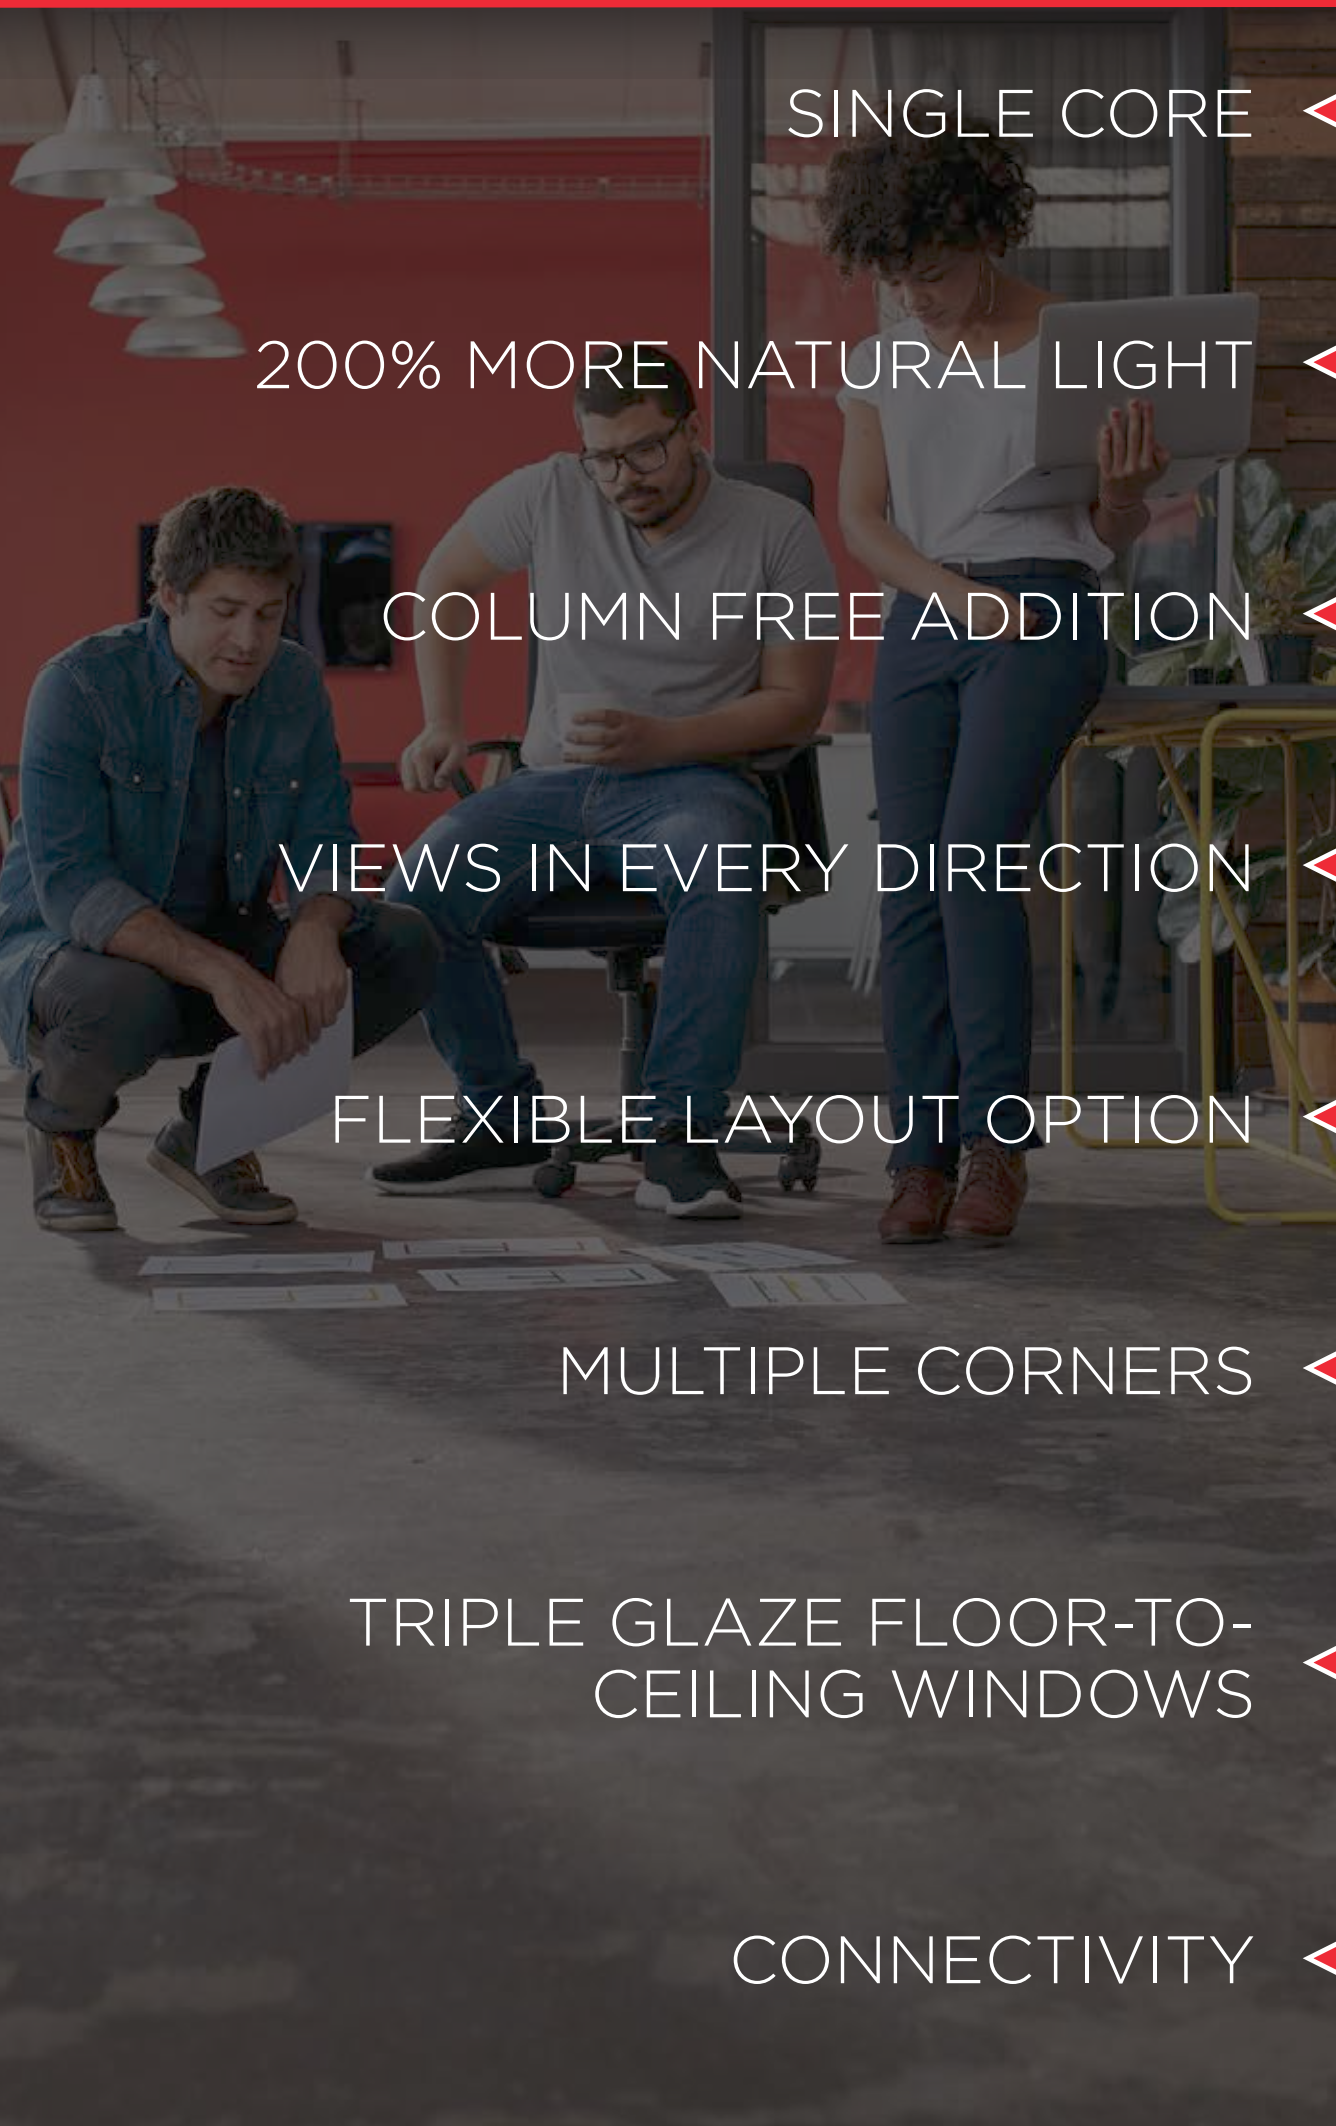 SINGLE CORE
200% MORE NATURAL LIGHT
COLUMN FREE ADDITION
VIEWS IN EVERY DIRECTION
FLEXIBLE LAYOUT OPTION
MULTIPLE CORNERS
TRIPLE GLAZE FLOOR-TO-
CEILING WINDOWS
CONNECTIVITY